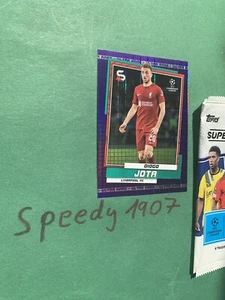 DIOGO
JOTA
LIVERPOOL FC
Speedy 1907
topps
SUPE